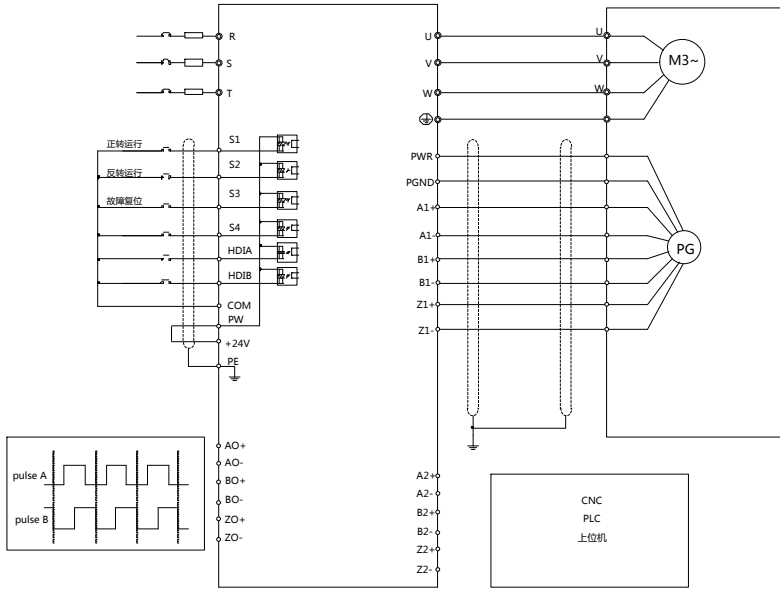 R
S
T
正转运行
反转运行
故障复位
S1
S2
S3
S4
HDIA
HDIB
COM
PW
+24V
PE
AO+
AO-
BO+
BO-
ZO+
ZO-
pulse A
pulse B
U
V
W
PWR
PGND
A1+
A1-
B1+
B1-
Z1+
Z1-
A2+
A2-
B2+
B2-
Z2+
Z2-
U
V
W
M3~
PG
CNC
PLC
上位机